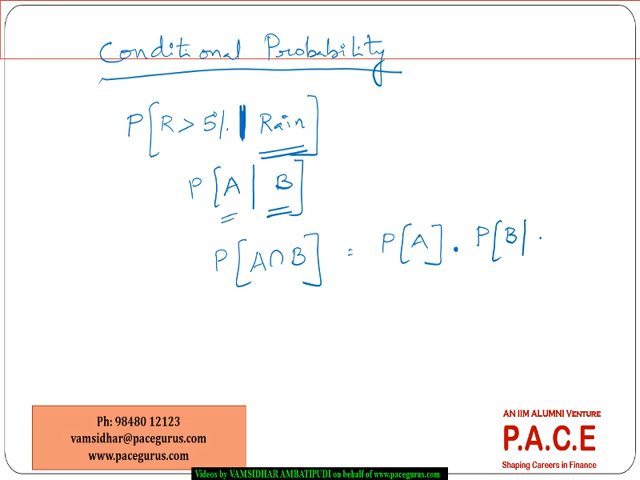 Conditional Probability
P[R > 5% | Rain]
P[A | B]
P[A∩B] = P[A] . P[B|
Ph: 98480 12123
vamsidhar@pacegurus.com
www.pacegurus.com
AN IIM ALUMNI VENTURE
P.A.C.E
Shaping Careers in Finance
Videos by VAMSIDHAR AMBATIPUDI on behalf of www.pacegurus.com